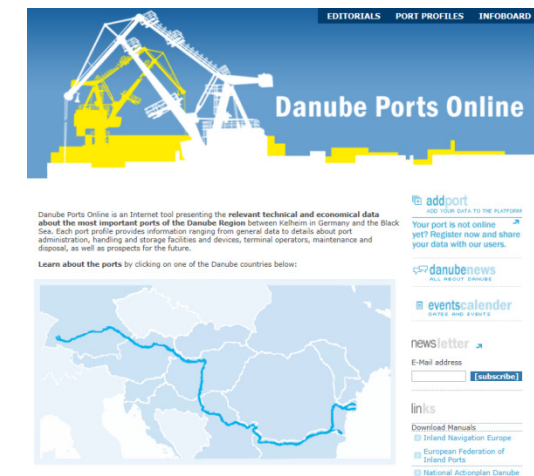 EDITORIALS PORT PROFILES INFOBOARD
Danube Ports Online
Danube Ports Online is an Internet tool presenting the relevant technical and economical data
about the most important ports of the Danube Region between Kelheim in Germany and the Black
Sea. Each port profile provides information ranging from general data to details about port
administration, handling and storage facilities and devices, terminal operators, maintenance and
disposal, as well as prospects for the future.
Learn about the ports by clicking on one of the Danube countries below:
addport
ADD YOUR DATA TO THE PLATFORM
Your port is not online
yet? Register now and share
your data with our users.
danubenews
ALL ABOUT DANUBE
eventscalender
DATES AND EVENTS
newsletter
E-Mail address
[subscribe]
links
Download Manuals
Inland Navigation Europe
European Federation of
Inland Ports
National Actionplan Danube